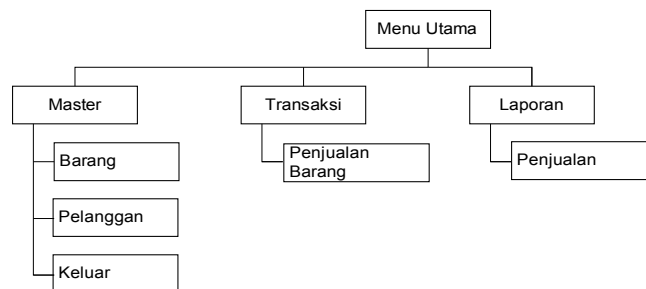 Menu Utama
Master
Transaksi
Laporan
Barang
Penjualan
Barang
Penjualan
Pelanggan
Keluar